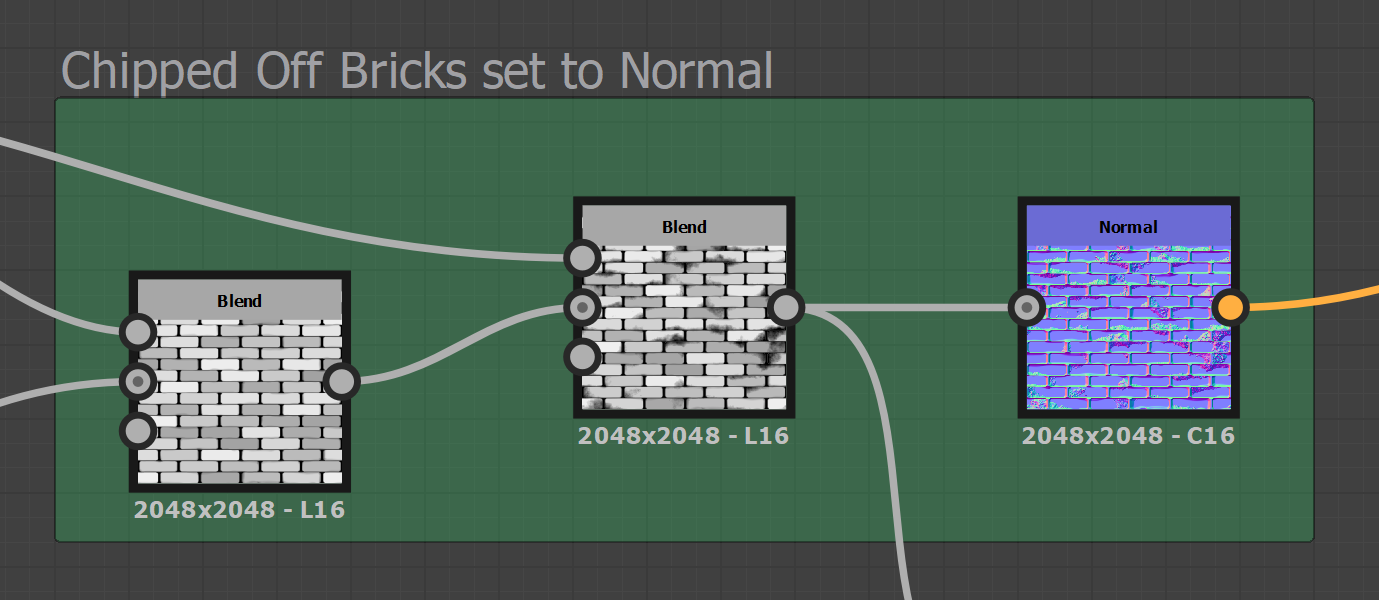 Chipped Off Bricks set to Normal
Blend
2048x2048 - L16
Blend
2048x2048 - L16
Normal
2048x2048 - C16